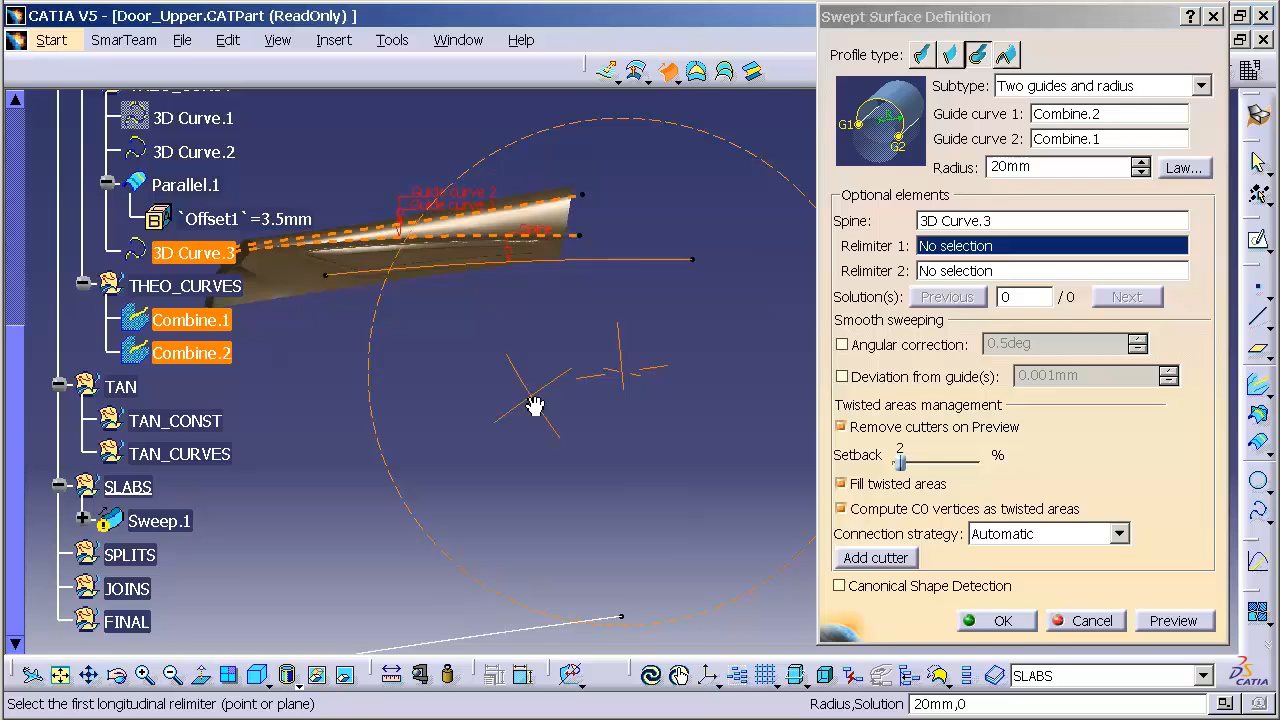 CATIA V5 - [Door_Upper.CATPart (ReadOnly) ]
Start SmarTeam File Edit View Insert Tools Window Help
3D Curve.1
3D Curve.2
Parallel.1
`Offset1`=3.5mm
3D Curve.3
THEO_CURVES
Combine.1
Combine.2
TAN
TAN_CONST
TAN_CURVES
SLABS
Sweep.1
SPLITS
JOINS
FINAL
Guide curve 2
Spine
Swept Surface Definition
Profile type:
Subtype: Two guides and radius
G1
G2
Guide curve 1: Combine.2
Guide curve 2: Combine.1
Radius: 20mm Law...
Optional elements
Spine: 3D Curve.3
Relimiter 1: No selection
Relimiter 2: No selection
Solution(s): Previous 0 / 0 Next
Smooth sweeping
Angular correction: 0.5deg
Deviation from guide(s): 0.001mm
Twisted areas management
Remove cutters on Preview
Setback 2 %
Fill twisted areas
Compute C0 vertices as twisted areas
Connection strategy: Automatic
Add cutter
Canonical Shape Detection
OK Cancel Preview
SLABS
CATIA
Select the first longitudinal relimiter (point or plane) Radius,Solution 20mm,0